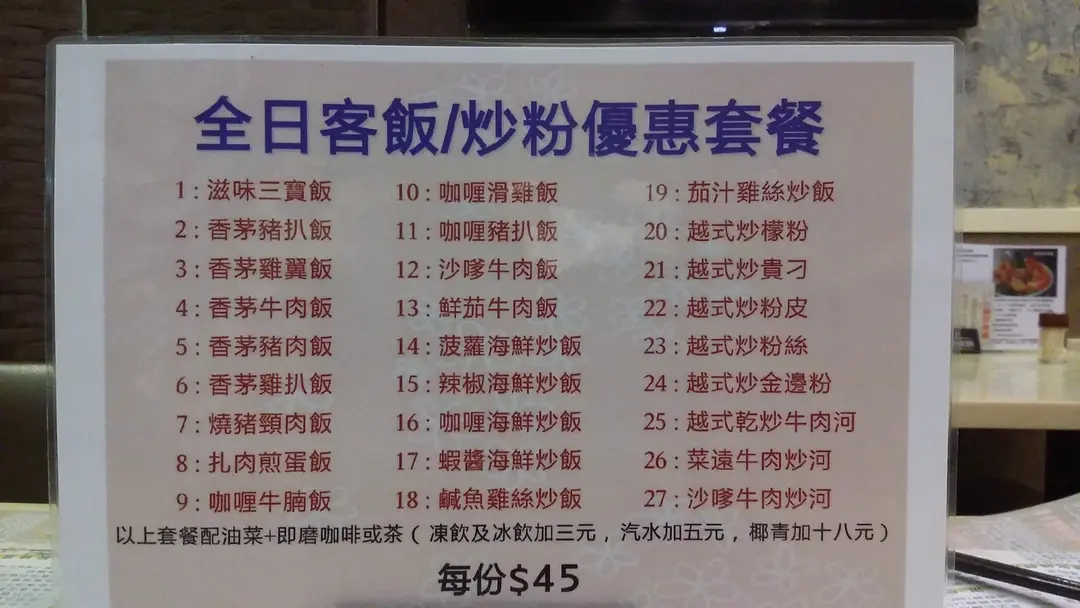 全日客飯/炒粉優惠套餐
1 : 滋味三寶飯
2 : 香茅豬扒飯
3 : 香茅雞翼飯
4 : 香茅牛肉飯
5 : 香茅豬肉飯
6 : 香茅雞扒飯
7 : 燒豬頸肉飯
8 : 扎肉煎蛋飯
9 : 咖喱牛腩飯
10 : 咖喱滑雞飯
11 : 咖喱豬扒飯
12 : 沙嗲牛肉飯
13 : 鮮茄牛肉飯
14 : 菠蘿海鮮炒飯
15 : 辣椒海鮮炒飯
16 : 咖喱海鮮炒飯
17 : 蝦醬海鮮炒飯
18 : 鹹魚雞絲炒飯
19 : 茄汁雞絲炒飯
20 : 越式炒檬粉
21 : 越式炒貴刁
22 : 越式炒粉皮
23 : 越式炒粉絲
24 : 越式炒金邊粉
25 : 越式乾炒牛肉河
26 : 菜遠牛肉炒河
27 : 沙嗲牛肉炒河
以上套餐配油菜+即磨咖啡或茶 ( 凍飲及冰飲加三元 , 汽水加五元 , 椰青加十八元 )
每份$45